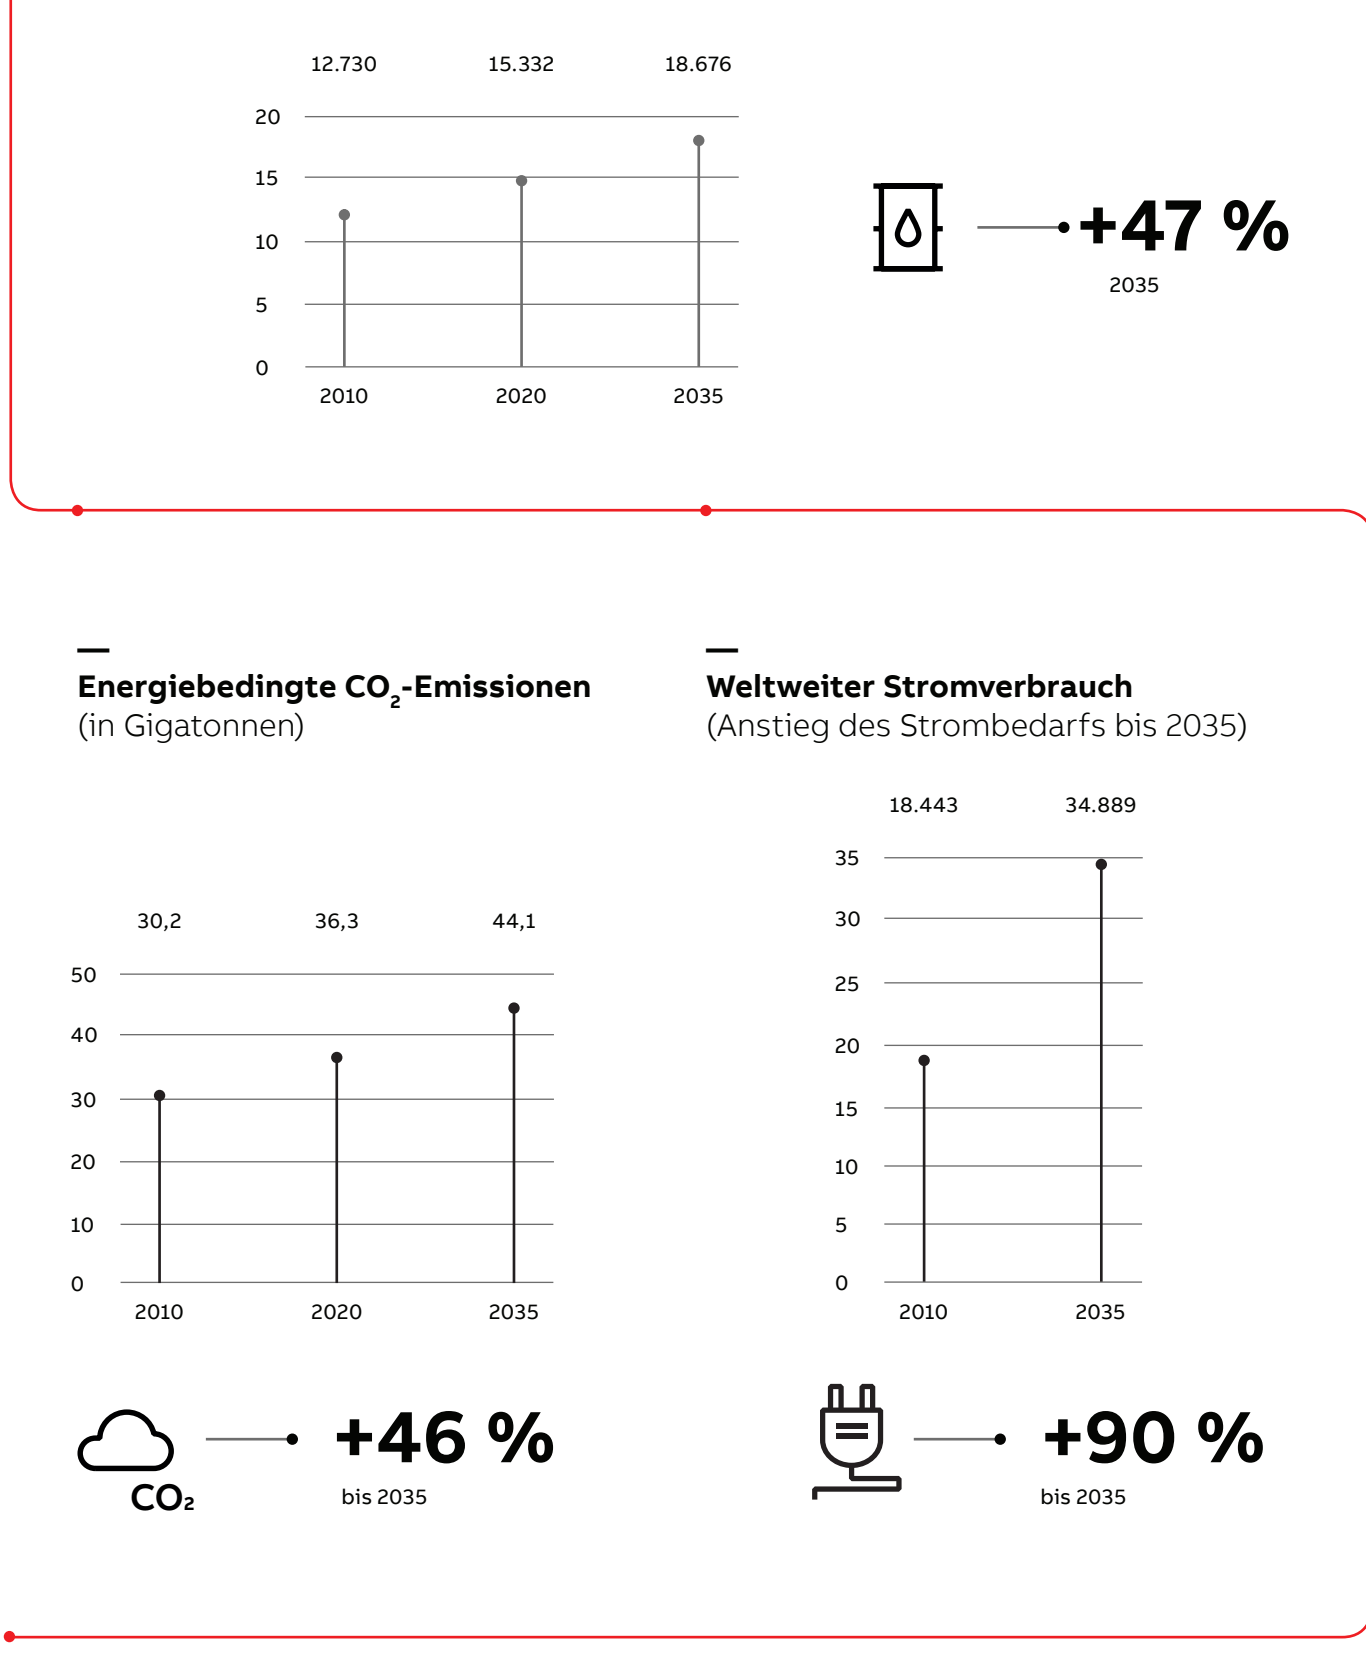 12.730 15.332 18.676
20
15
10
5
0
2010 2020 2035
+47 %
2035
Energiebedingte CO₂-Emissionen
(in Gigatonnen)
30,2 36,3 44,1
50
40
30
20
10
0
2010 2020 2035
CO₂
+46 %
bis 2035
Weltweiter Stromverbrauch
(Anstieg des Strombedarfs bis 2035)
18.443 34.889
35
30
25
20
15
10
5
0
2010 2035
+90 %
bis 2035